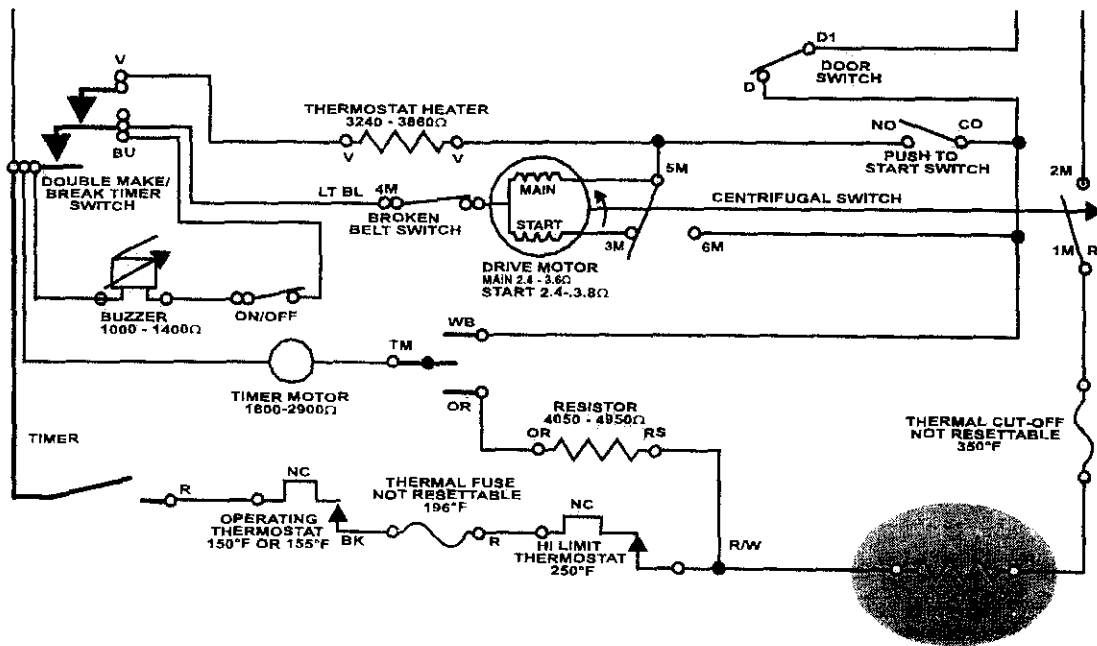 D1
DOOR
SWITCH
D
V
THERMOSTAT HEATER
3240 - 3860Ω
V
V
NO
CO
PUSH TO
START SWITCH
BU
DOUBLE MAKE/
BREAK TIMER
SWITCH
LT BL
4M
BROKEN
BELT SWITCH
MAIN
START
5M
3M
6M
CENTRIFUGAL SWITCH
2M
1M
R
DRIVE MOTOR
MAIN 2.4 - 3.6Ω
START 2.4-.3.8Ω
BUZZER
1000 - 1400Ω
ON/OFF
WB
TM
TIMER MOTOR
1800-2900Ω
OR
RESISTOR
4050 - 4950Ω
OR
RS
THERMAL CUT-OFF
NOT RESETTABLE
350°F
TIMER
R
NC
OPERATING
THERMOSTAT
150°F OR 155°F
BK
THERMAL FUSE
NOT RESETTABLE
196°F
R
NC
HI LIMIT
THERMOSTAT
250°F
R/W